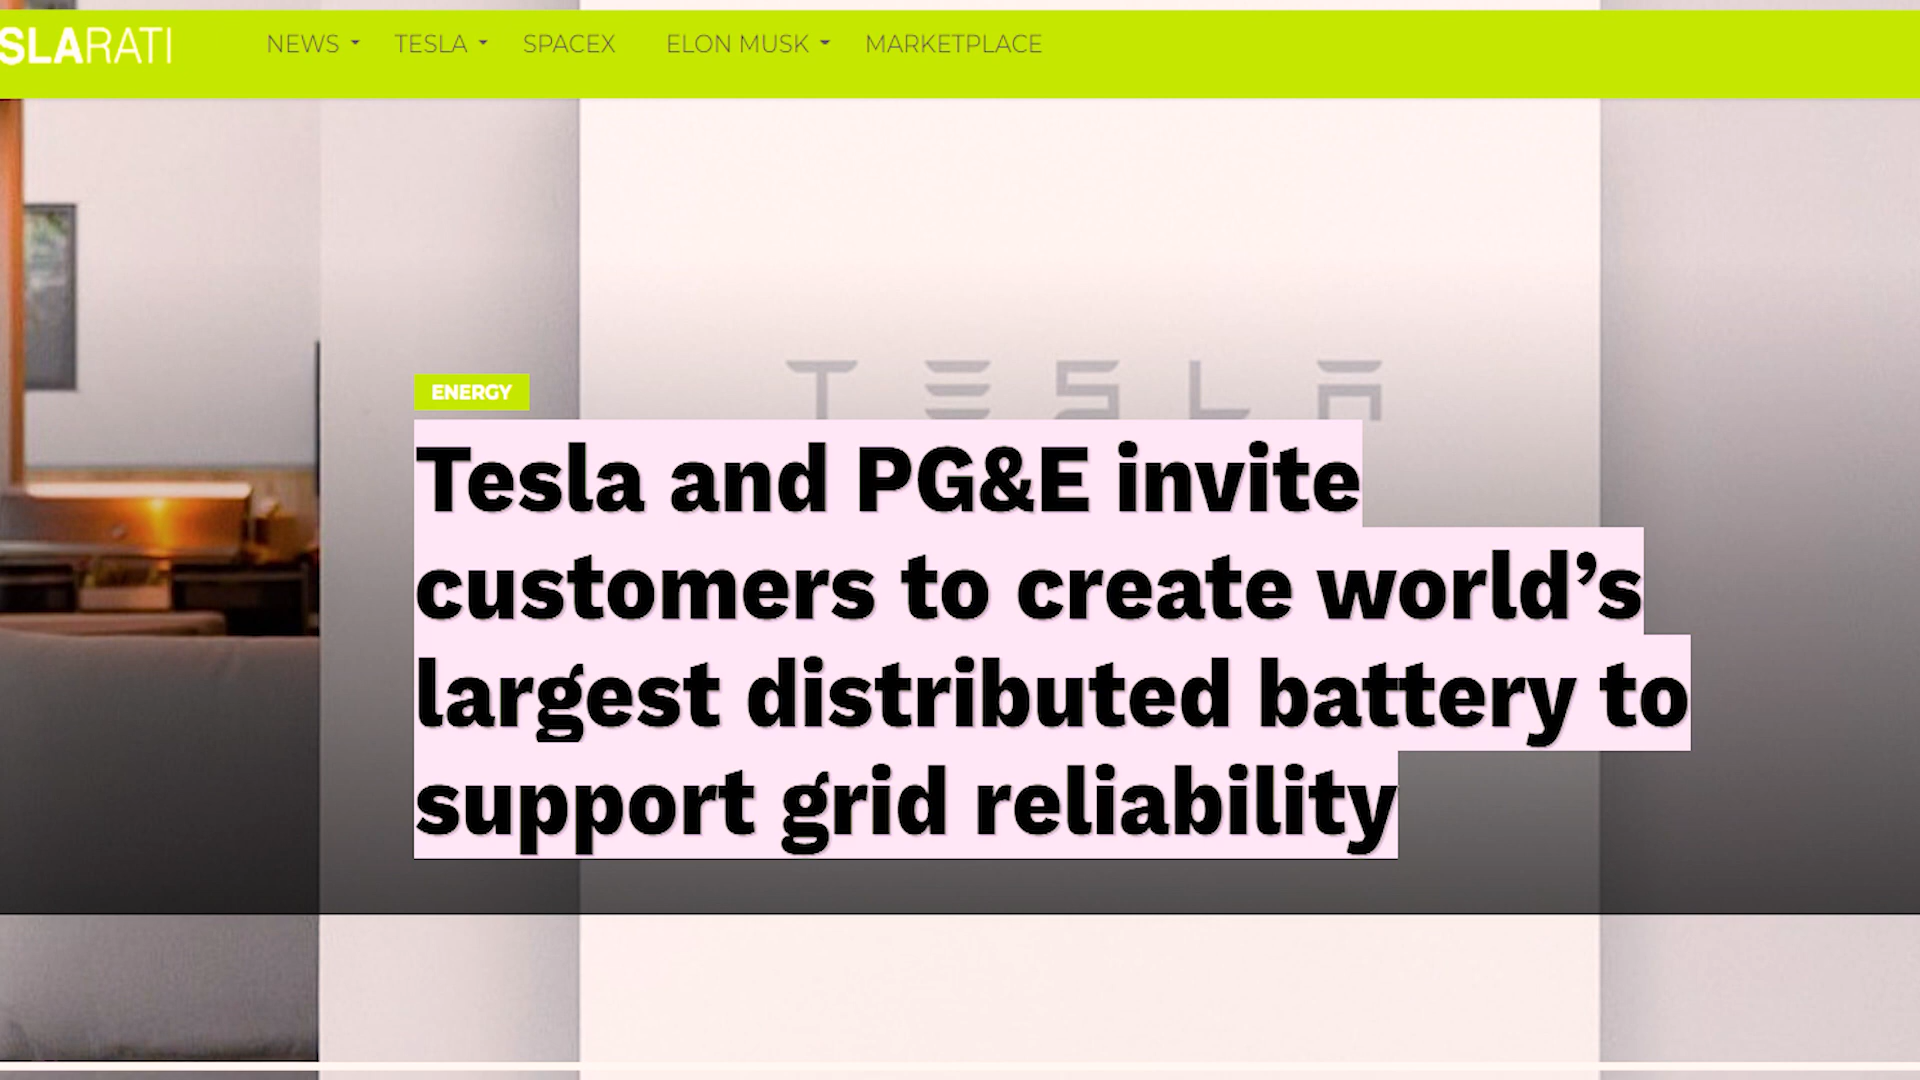 SLARATI
NEWS TESLA SPACEX ELON MUSK MARKETPLACE
TESLA
ENERGY
Tesla and PG&E invite
customers to create world’s
largest distributed battery to
support grid reliability